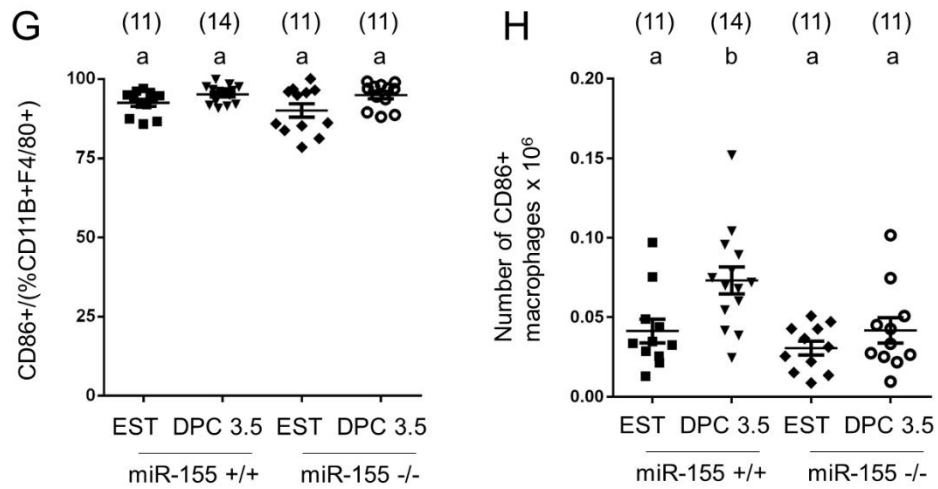 G
(11) (14) (11) (11)
a a a a
CD86+/(%CD11B+F4/80+)
100
75
50
25
0
EST DPC 3.5 EST DPC 3.5
miR-155 +/+ miR-155 -/-
H
(11) (14) (11) (11)
a b a a
Number of CD86+
macrophages x 10⁶
0.20
0.15
0.10
0.05
0.00
EST DPC 3.5 EST DPC 3.5
miR-155 +/+ miR-155 -/-